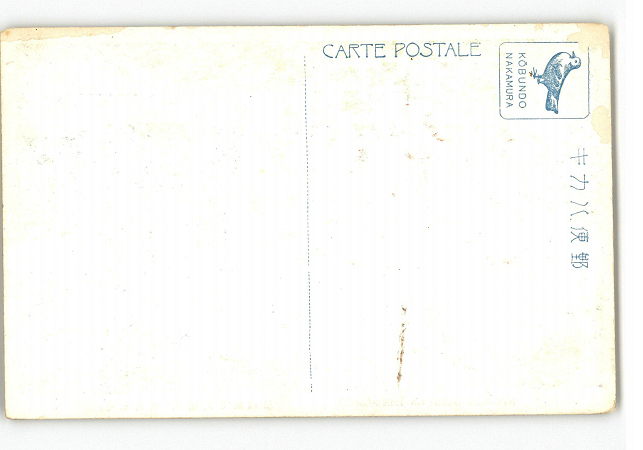 CARTE POSTALE
KŌBUNDO
NAKAMURA
郵便ハカキ